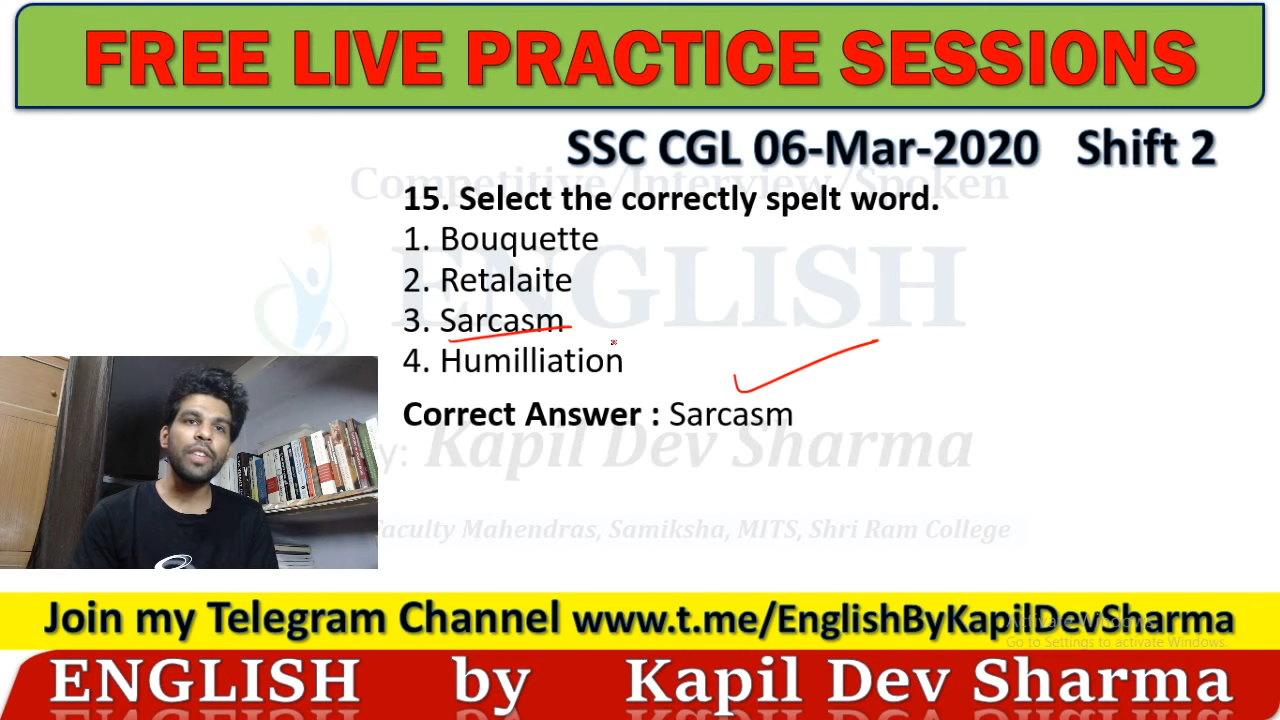 FREE LIVE PRACTICE SESSIONS
SSC CGL 06-Mar-2020 Shift 2
Competitive/Interview/Spoken
15. Select the correctly spelt word.
1. Bouquette
ENGLISH
2. Retalaite
3. Sarcasm
4. Humilliation
Correct Answer : Sarcasm
By: Kapil Dev Sharma
Faculty Mahendras, Samiksha, MITS, Shri Ram College
Join my Telegram Channel www.t.me/EnglishByKapilDevSharma
Activate Windows
Go to Settings to activate Windows.
ENGLISH by Kapil Dev Sharma